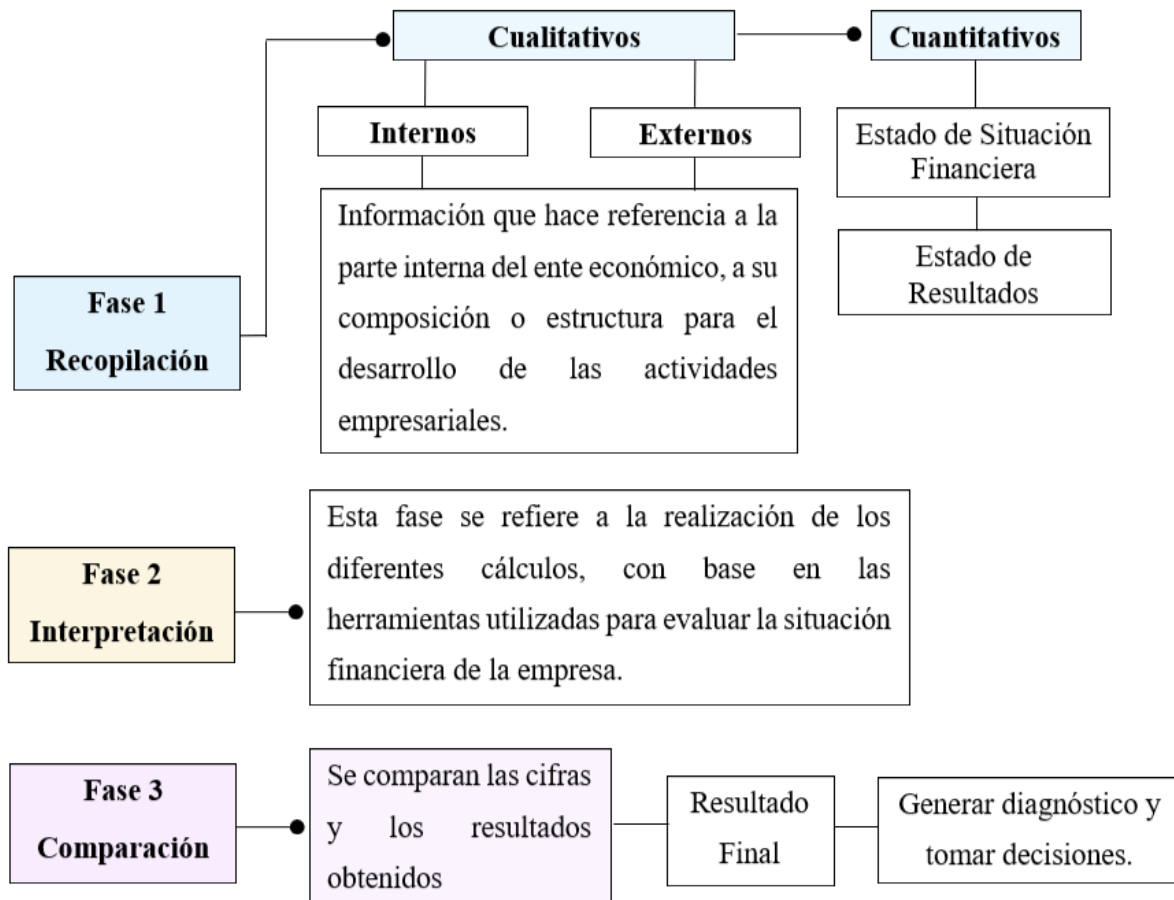 Cualitativos
Cuantitativos
Internos
Externos
Estado de Situación
Financiera
Estado de
Resultados
Información que hace referencia a la
parte interna del ente económico, a su
composición o estructura para el
desarrollo de las actividades
empresariales.
Fase 1
Recopilación
Fase 2
Interpretación
Esta fase se refiere a la realización de los
diferentes cálculos, con base en las
herramientas utilizadas para evaluar la situación
financiera de la empresa.
Fase 3
Comparación
Se comparan las cifras
y los resultados
obtenidos
Resultado
Final
Generar diagnóstico y
tomar decisiones.